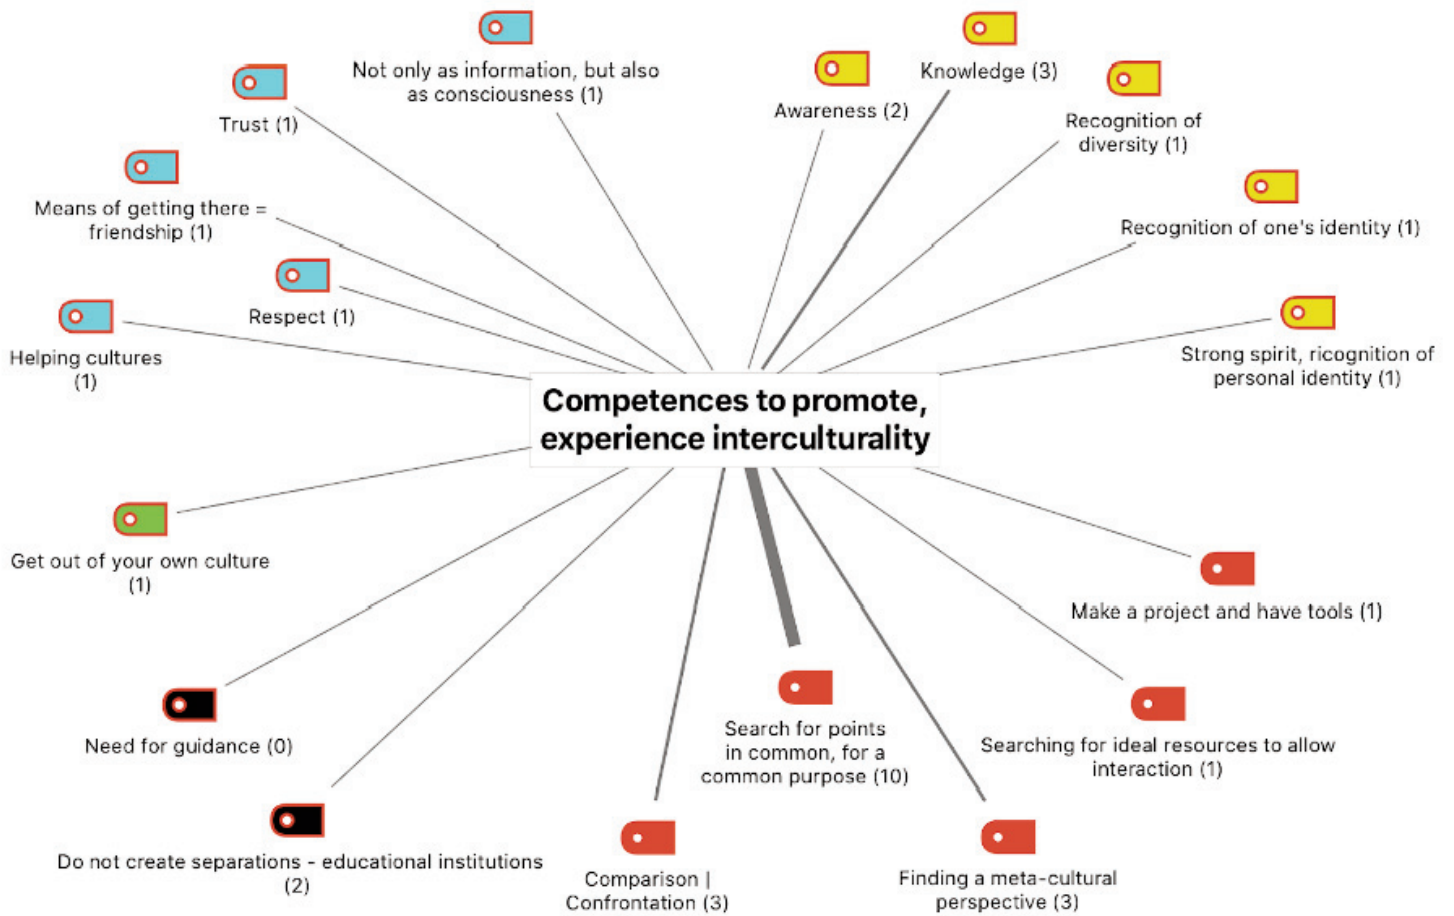 Not only as information, but also
as consciousness (1)
Trust (1)
Means of getting there =
friendship (1)
Respect (1)
Helping cultures
(1)
Knowledge (3)
Awareness (2)
Recognition of
diversity (1)
Recognition of one's identity (1)
Strong spirit, ricognition of
personal identity (1)
Competences to promote,
experience interculturality
Get out of your own culture
(1)
Need for guidance (0)
Do not create separations - educational institutions
(2)
Comparison |
Confrontation (3)
Search for points
in common, for a
common purpose (10)
Finding a meta-cultural
perspective (3)
Searching for ideal resources to allow
interaction (1)
Make a project and have tools (1)